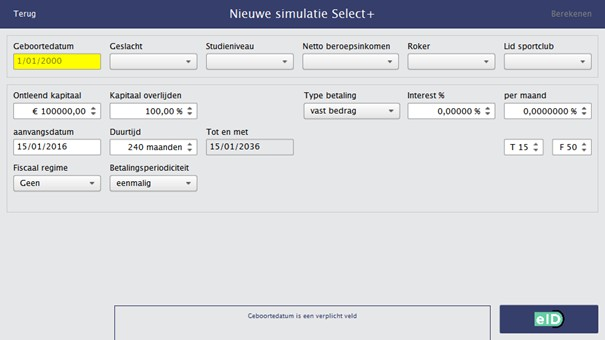 Terug Nieuwe simulatie Select+ Berekenen
Geboortedatum Geslacht Studieniveau Netto beroepsinkomen Roker Lid sportclub
1/01/2000
Ontleend kapitaal Kapitaal overlijden Type betaling Interest % per maand
€ 100000,00 100,00 % vast bedrag 0,00000 % 0,0000000 %
aanvangsdatum Duurtijd Tot en met
15/01/2016 240 maanden 15/01/2036 T 15 F 50
Fiscaal regime Betalingsperiodiciteit
Geen eenmalig
Geboortedatum is een verplicht veld
eID